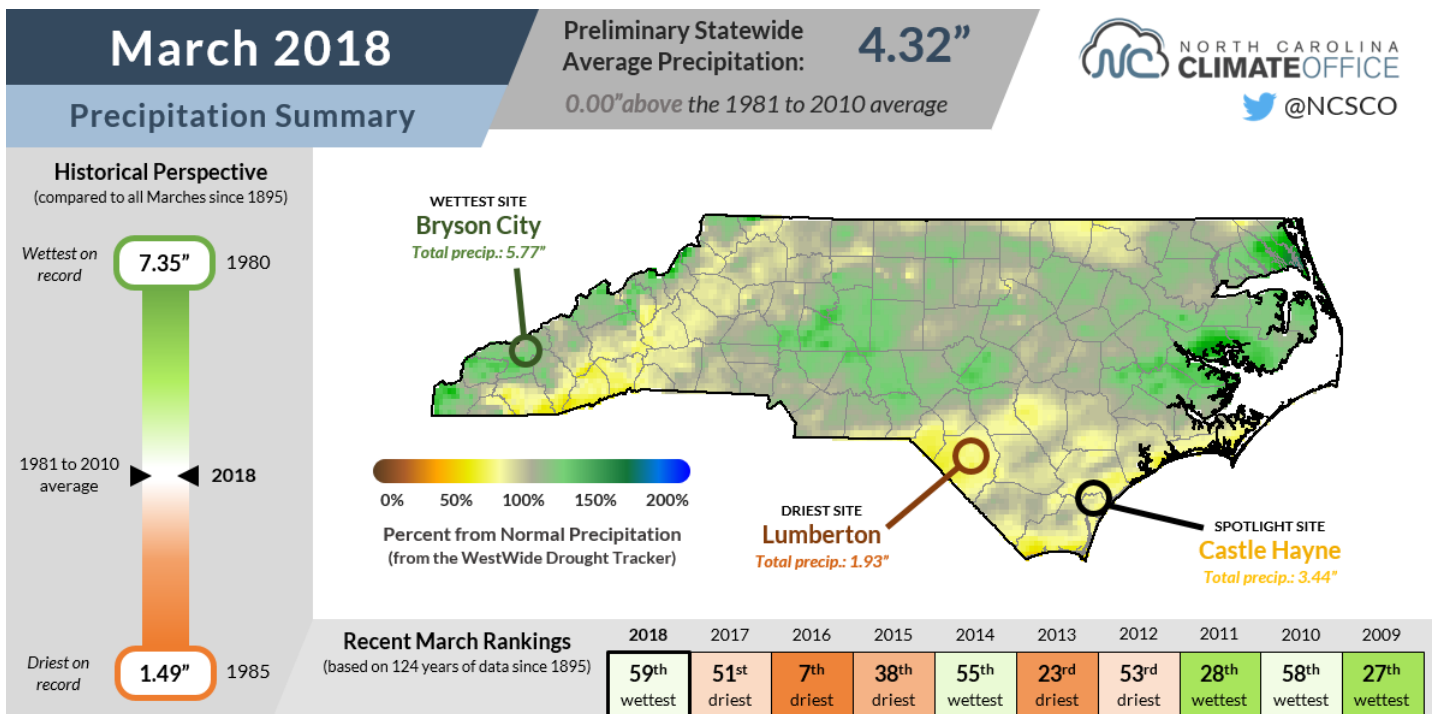 March 2018
Precipitation Summary
Preliminary Statewide
Average Precipitation:
4.32”
0.00”above the 1981 to 2010 average
NC
NORTH CAROLINA
CLIMATEOFFICE
@NCSCO
Historical Perspective
(compared to all Marches since 1895)
Wettest on
record
7.35”
1980
1981 to 2010
average
2018
Driest on
record
1.49”
1985
WETTEST SITE
Bryson City
Total precip.: 5.77”
0% 50% 100% 150% 200%
Percent from Normal Precipitation
(from the WestWide Drought Tracker)
DRIEST SITE
Lumberton
Total precip.: 1.93”
SPOTLIGHT SITE
Castle Hayne
Total precip.: 3.44”
Recent March Rankings
(based on 124 years of data since 1895)
2018 2017 2016 2015 2014 2013 2012 2011 2010 2009
59th 51st 7th 38th 55th 23rd 53rd 28th 58th 27th
wettest driest driest driest wettest driest driest wettest wettest wettest